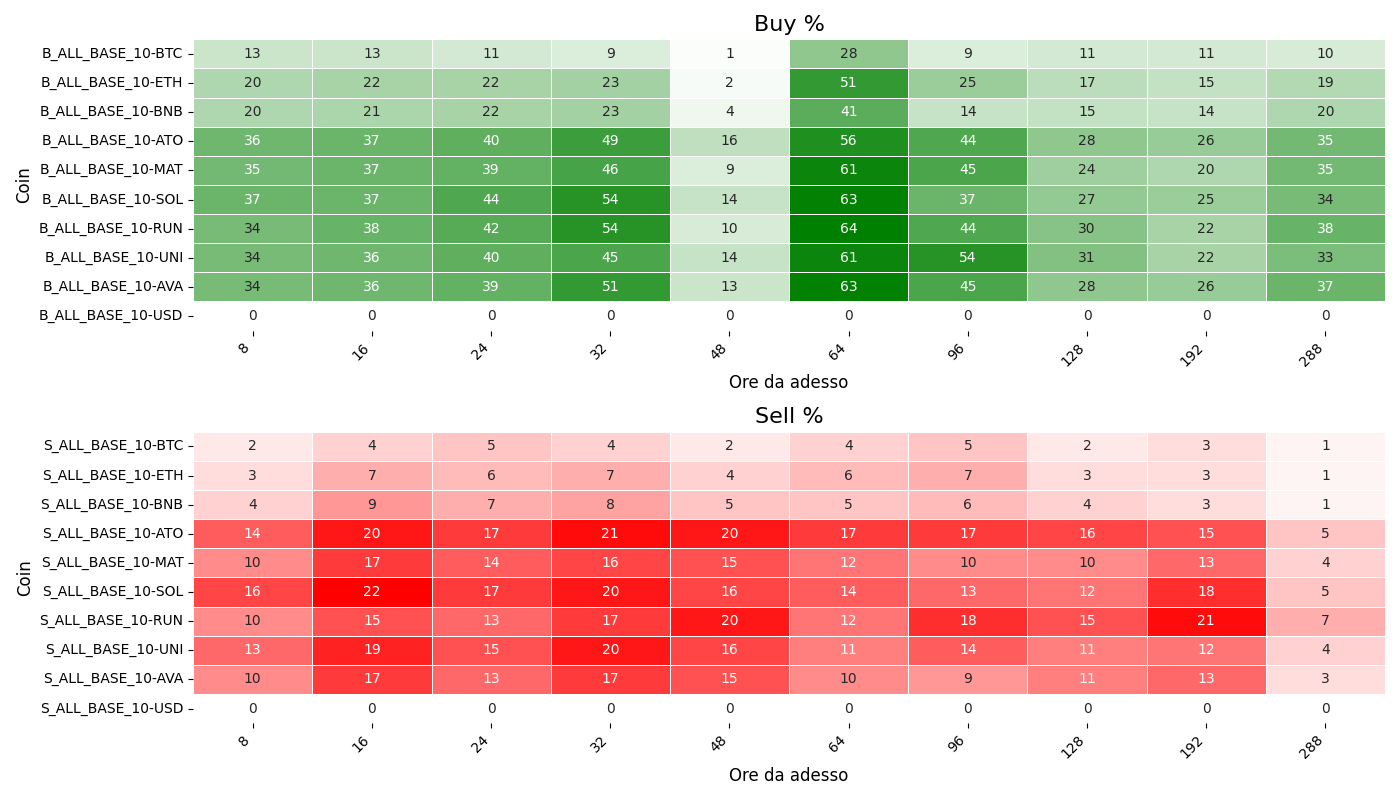 Buy %
Coin
B_ALL_BASE_10-BTC 13 13 11 9 1 28 9 11 11 10
B_ALL_BASE_10-ETH 20 22 22 23 2 51 25 17 15 19
B_ALL_BASE_10-BNB 20 21 22 23 4 41 14 15 14 20
B_ALL_BASE_10-ATO 36 37 40 49 16 56 44 28 26 35
B_ALL_BASE_10-MAT 35 37 39 46 9 61 45 24 20 35
B_ALL_BASE_10-SOL 37 37 44 54 14 63 37 27 25 34
B_ALL_BASE_10-RUN 34 38 42 54 10 64 44 30 22 38
B_ALL_BASE_10-UNI 34 36 40 45 14 61 54 31 22 33
B_ALL_BASE_10-AVA 34 36 39 51 13 63 45 28 26 37
B_ALL_BASE_10-USD 0 0 0 0 0 0 0 0 0 0
8 16 24 32 48 64 96 128 192 288
Ore da adesso
Sell %
Coin
S_ALL_BASE_10-BTC 2 4 5 4 2 4 5 2 3 1
S_ALL_BASE_10-ETH 3 7 6 7 4 6 7 3 3 1
S_ALL_BASE_10-BNB 4 9 7 8 5 5 6 4 3 1
S_ALL_BASE_10-ATO 14 20 17 21 20 17 17 16 15 5
S_ALL_BASE_10-MAT 10 17 14 16 15 12 10 10 13 4
S_ALL_BASE_10-SOL 16 22 17 20 16 14 13 12 18 5
S_ALL_BASE_10-RUN 10 15 13 17 20 12 18 15 21 7
S_ALL_BASE_10-UNI 13 19 15 20 16 11 14 11 12 4
S_ALL_BASE_10-AVA 10 17 13 17 15 10 9 11 13 3
S_ALL_BASE_10-USD 0 0 0 0 0 0 0 0 0 0
8 16 24 32 48 64 96 128 192 288
Ore da adesso